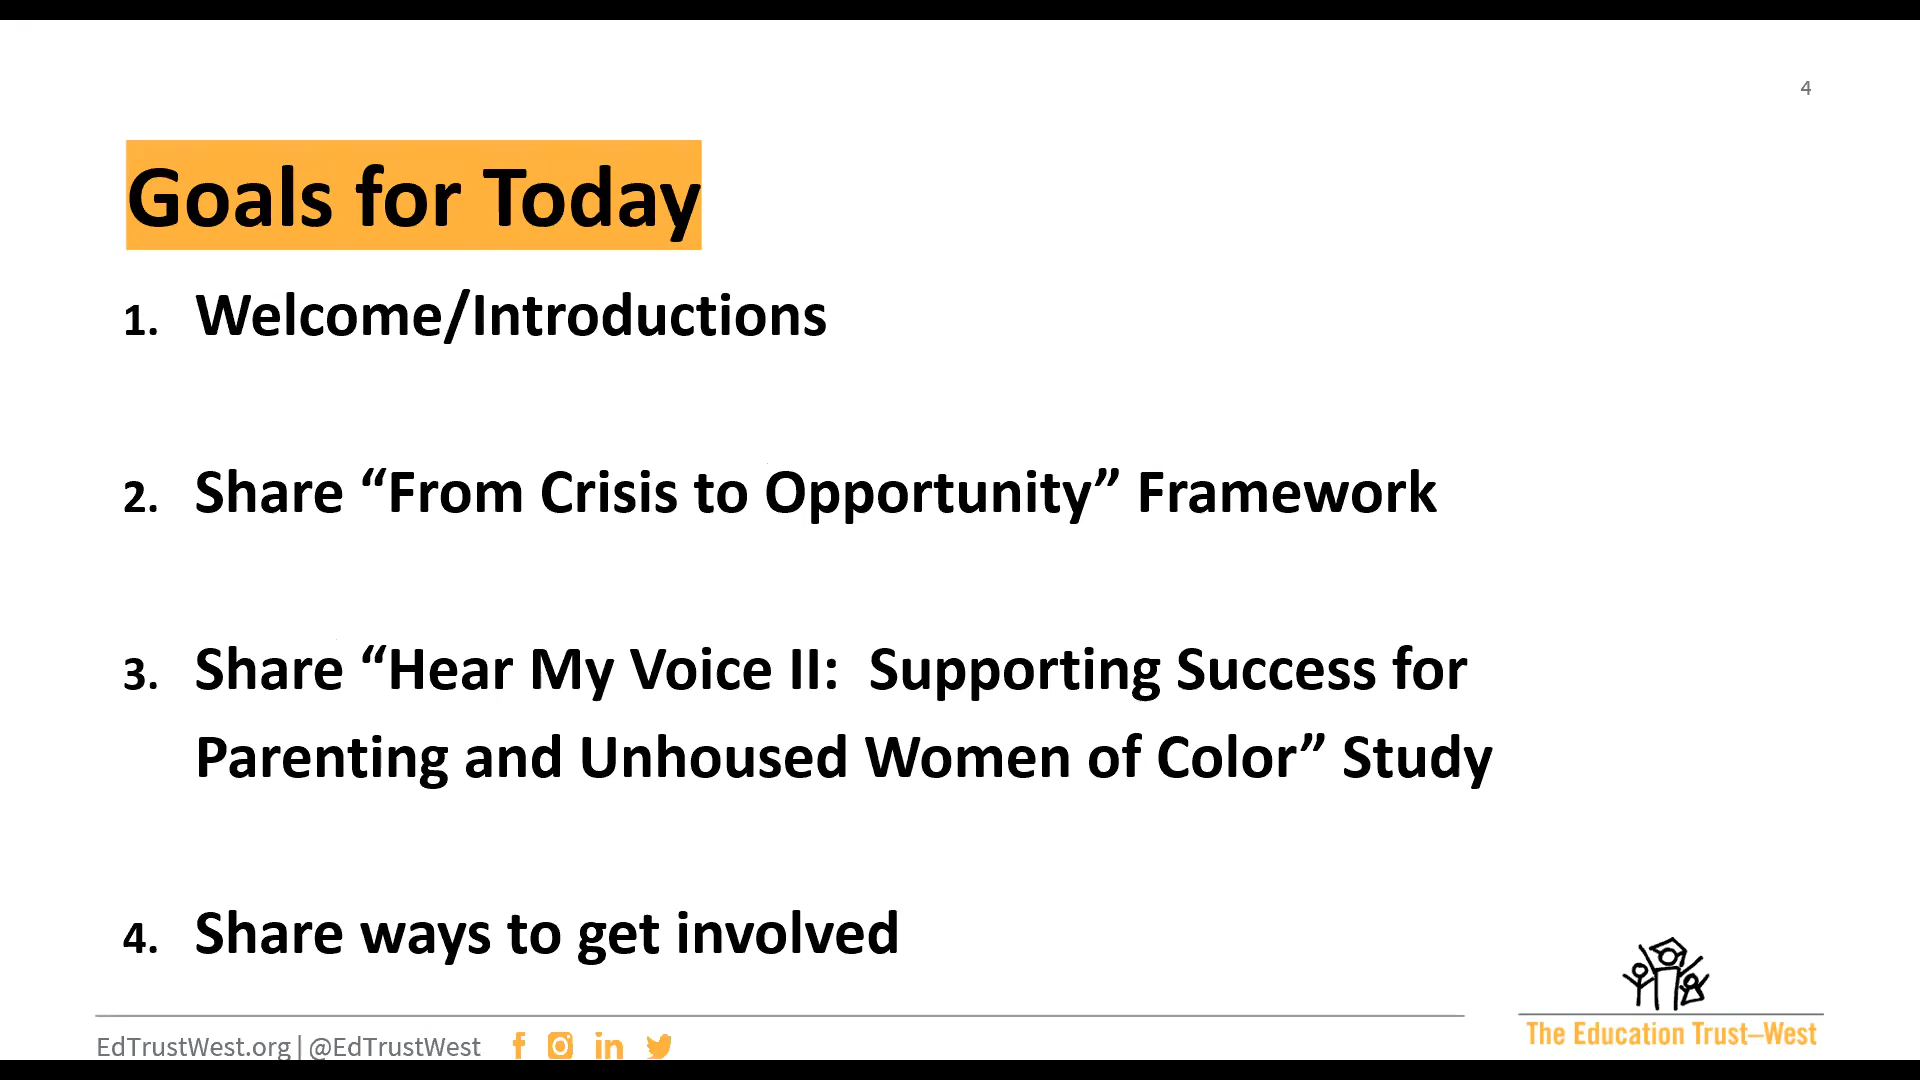 4
Goals for Today
1. Welcome/Introductions
2. Share “From Crisis to Opportunity” Framework
3. Share “Hear My Voice II:  Supporting Success for
Parenting and Unhoused Women of Color” Study
4. Share ways to get involved
EdTrustWest.org | @EdTrustWest
The Education Trust–West